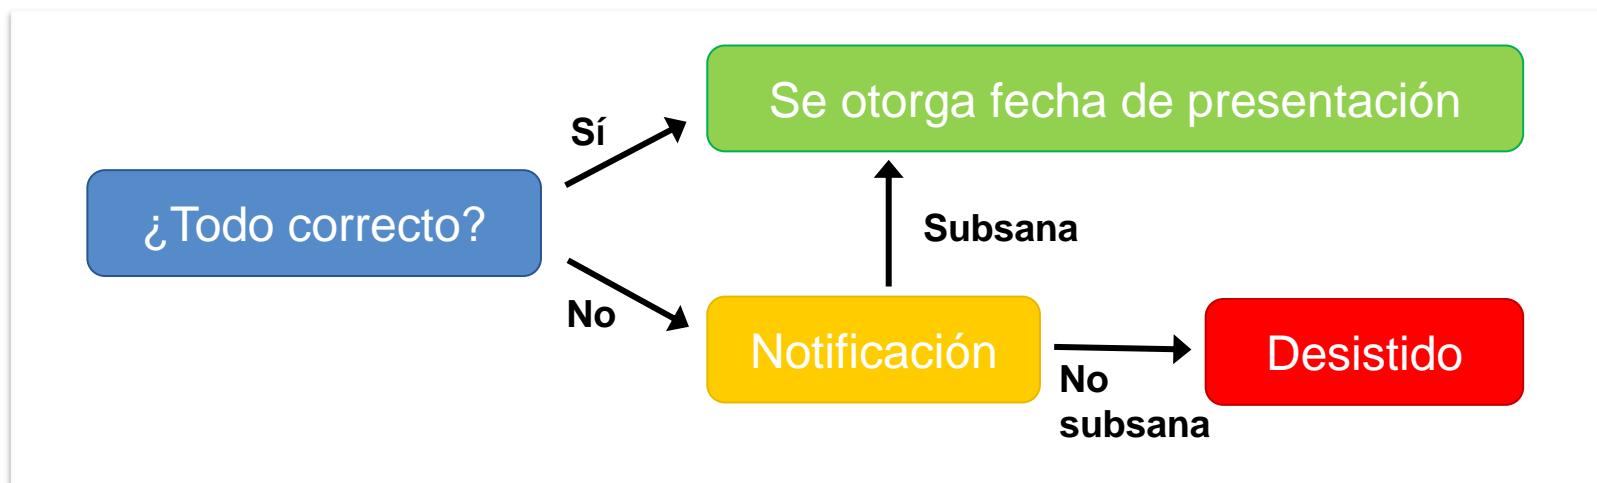 Se otorga fecha de presentación
Sí
¿Todo correcto?
Subsana
No
Notificación
Desistido
No
subsana